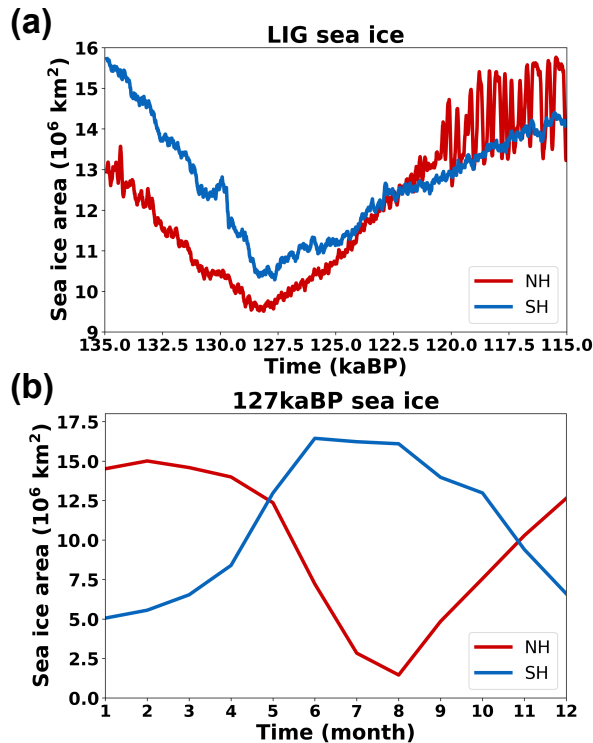 (a)
LIG sea ice
Sea ice area (10⁶ km²)
16
15
14
13
12
11
10
9
NH
SH
135.0 132.5 130.0 127.5 125.0 122.5 120.0 117.5 115.0
Time (kaBP)
(b)
127kaBP sea ice
Sea ice area (10⁶ km²)
17.5
15.0
12.5
10.0
7.5
5.0
2.5
0.0
NH
SH
1 2 3 4 5 6 7 8 9 10 11 12
Time (month)